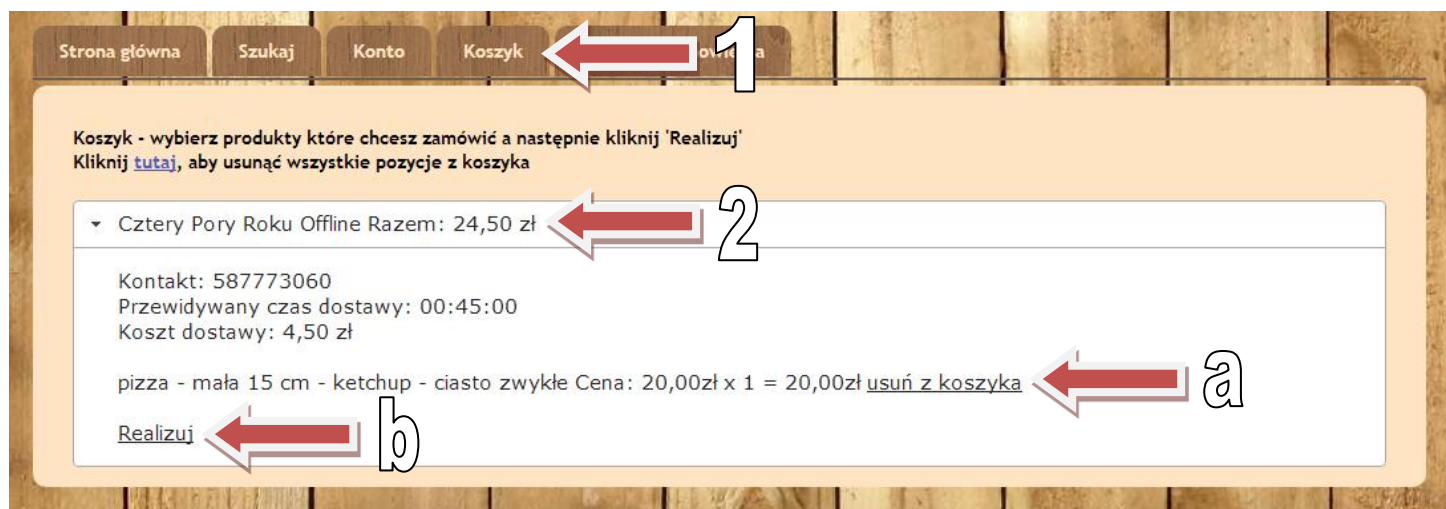 Strona główna Szukaj Konto Koszyk 1
Koszyk - wybierz produkty które chcesz zamówić a następnie kliknij 'Realizuj'
Kliknij tutaj, aby usunąć wszystkie pozycje z koszyka
Cztery Pory Roku Offline Razem: 24,50 zł 2
Kontakt: 587773060
Przewidywany czas dostawy: 00:45:00
Koszt dostawy: 4,50 zł
pizza - mała 15 cm - ketchup - ciasto zwykłe Cena: 20,00zł x 1 = 20,00zł usuń z koszyka a
Realizuj b